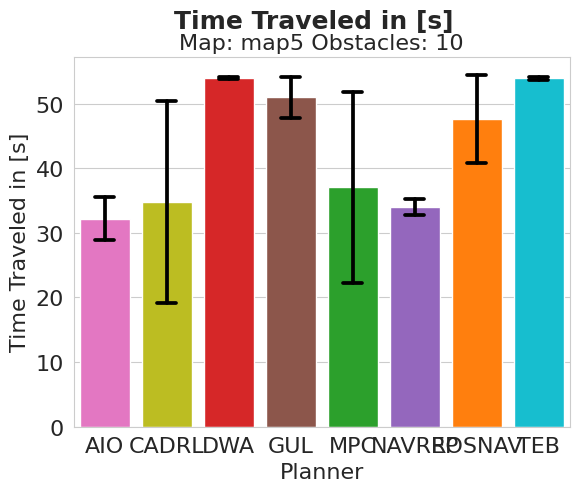 Time Traveled in [s]
Map: map5 Obstacles: 10
Time Traveled in [s]
50
40
30
20
10
0
AIO CADRL DWA GUL MPC NAVREP ROSNAV TEB
Planner